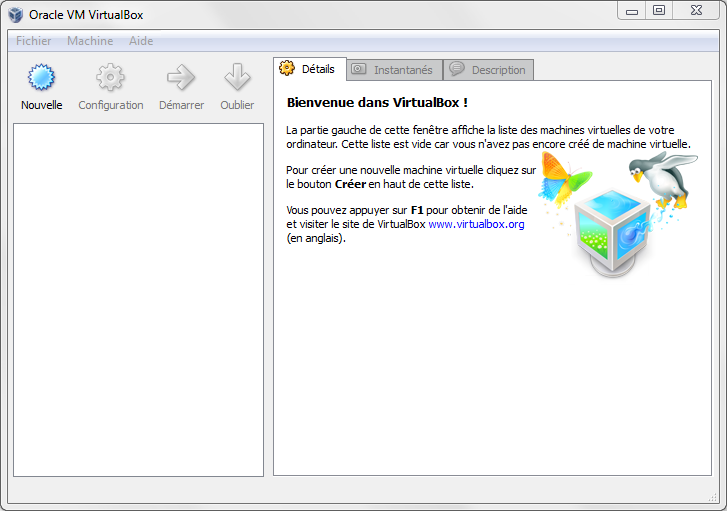 Oracle VM VirtualBox
Fichier Machine Aide
Nouvelle Configuration Démarrer Oublier
Détails Instantanés Description
Bienvenue dans VirtualBox !
La partie gauche de cette fenêtre affiche la liste des machines virtuelles de votre
ordinateur. Cette liste est vide car vous n'avez pas encore créé de machine virtuelle.
Pour créer une nouvelle machine virtuelle cliquez sur
le bouton Créer en haut de cette liste.
Vous pouvez appuyer sur F1 pour obtenir de l'aide
et visiter le site de VirtualBox www.virtualbox.org
(en anglais).